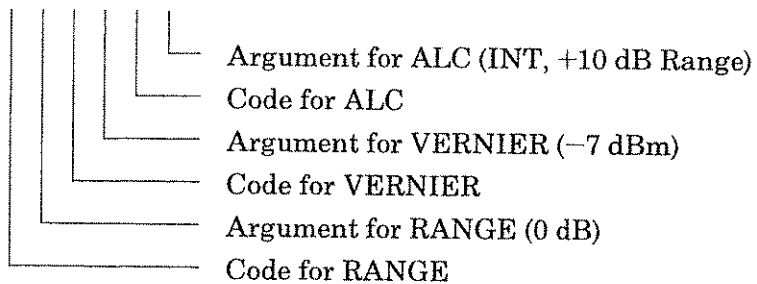 Argument for ALC (INT, +10 dB Range)
Code for ALC
Argument for VERNIER (−7 dBm)
Code for VERNIER
Argument for RANGE (0 dB)
Code for RANGE